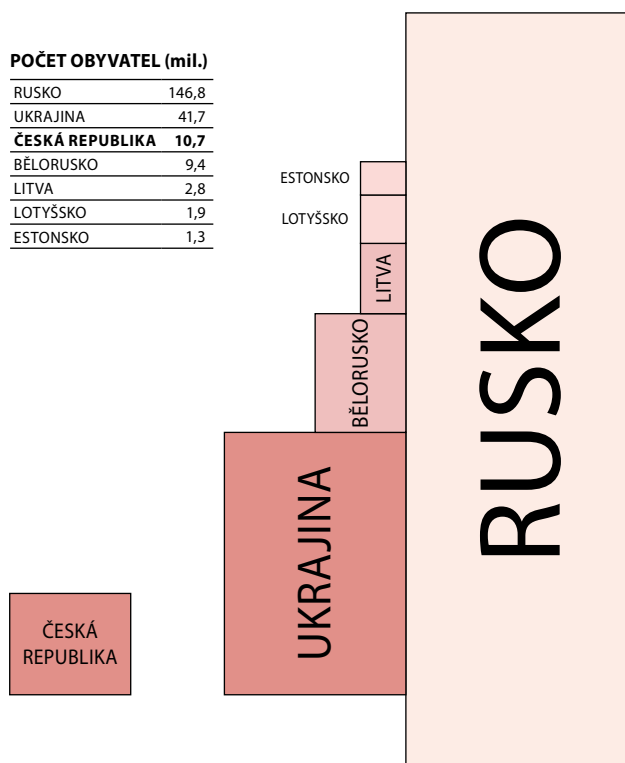 POČET OBYVATEL (mil.)
RUSKO 146,8
UKRAJINA 41,7
ČESKÁ REPUBLIKA 10,7
BĚLORUSKO 9,4
LITVA 2,8
LOTYŠSKO 1,9
ESTONSKO 1,3
ESTONSKO
LOTYŠSKO
LITVA
BĚLORUSKO
UKRAJINA
RUSKO
ČESKÁ
REPUBLIKA